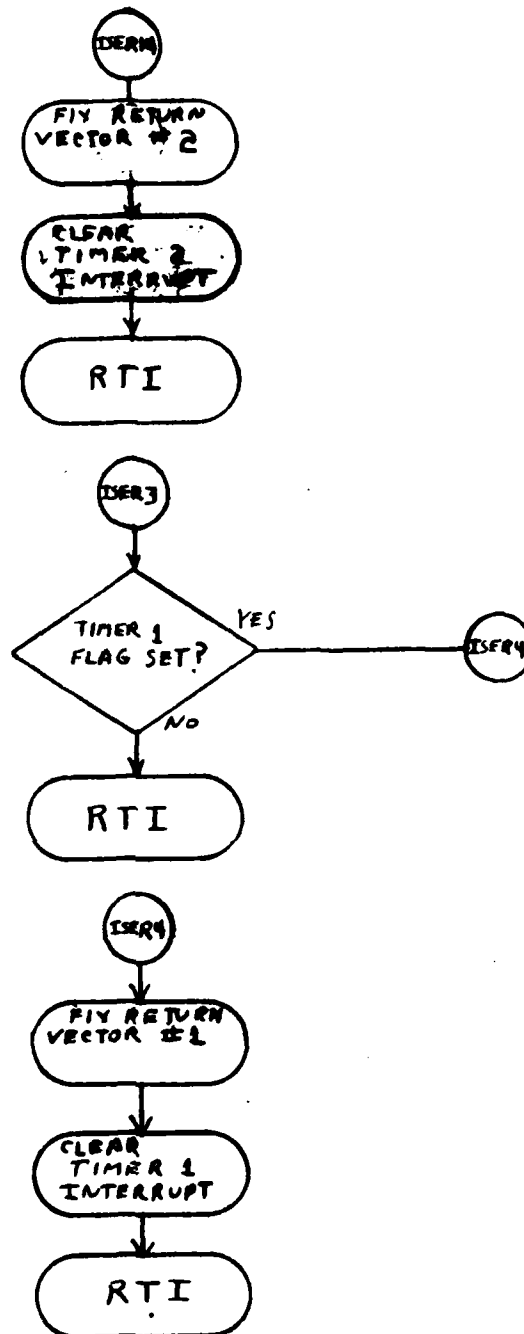 FIX RETURN
VECTOR # 2
CLEAR
TIMER 2
INTERRUPT
RTI
ISER3
TIMER 1
FLAG SET?
YES
ISER4
NO
RTI
ISER4
FIX RETURN
VECTOR #1
CLEAR
TIMER 1
INTERRUPT
RTI